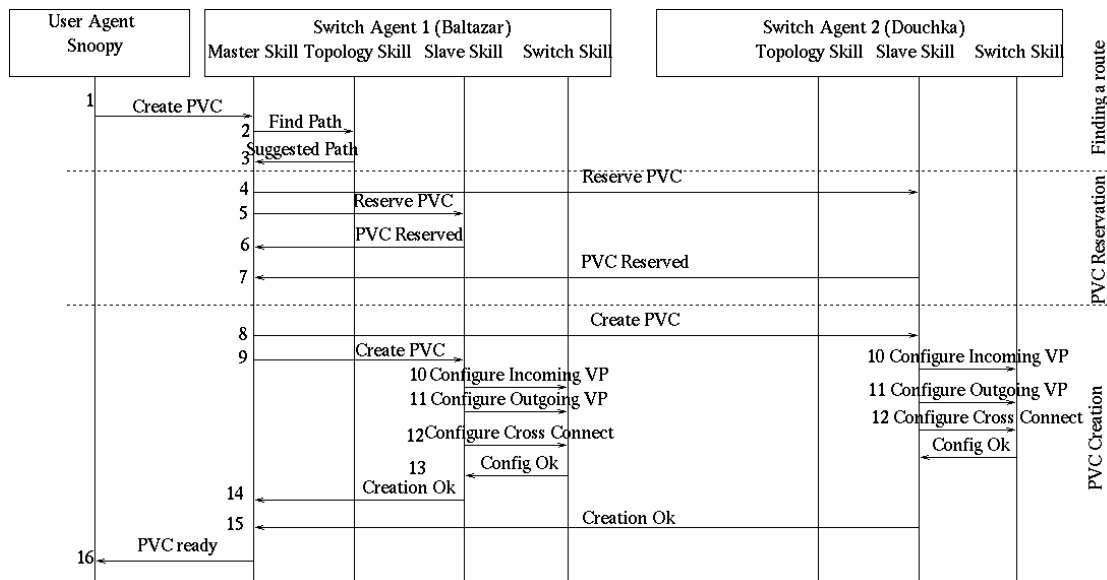 User Agent
Snoopy
Switch Agent 1 (Baltazar)
Master Skill Topology Skill Slave Skill Switch Skill
Switch Agent 2 (Douchka)
Topology Skill Slave Skill Switch Skill
Finding a route
1 Create PVC
2 Find Path
3 Suggested Path
PVC Reservation
4 Reserve PVC
5 Reserve PVC
6 PVC Reserved
7 PVC Reserved
PVC Creation
8 Create PVC
9 Create PVC
10 Configure Incoming VP
10 Configure Incoming VP
11 Configure Outgoing VP
11 Configure Outgoing VP
12 Configure Cross Connect
12 Configure Cross Connect
13 Config Ok
Config Ok
14 Creation Ok
15 Creation Ok
16 PVC ready